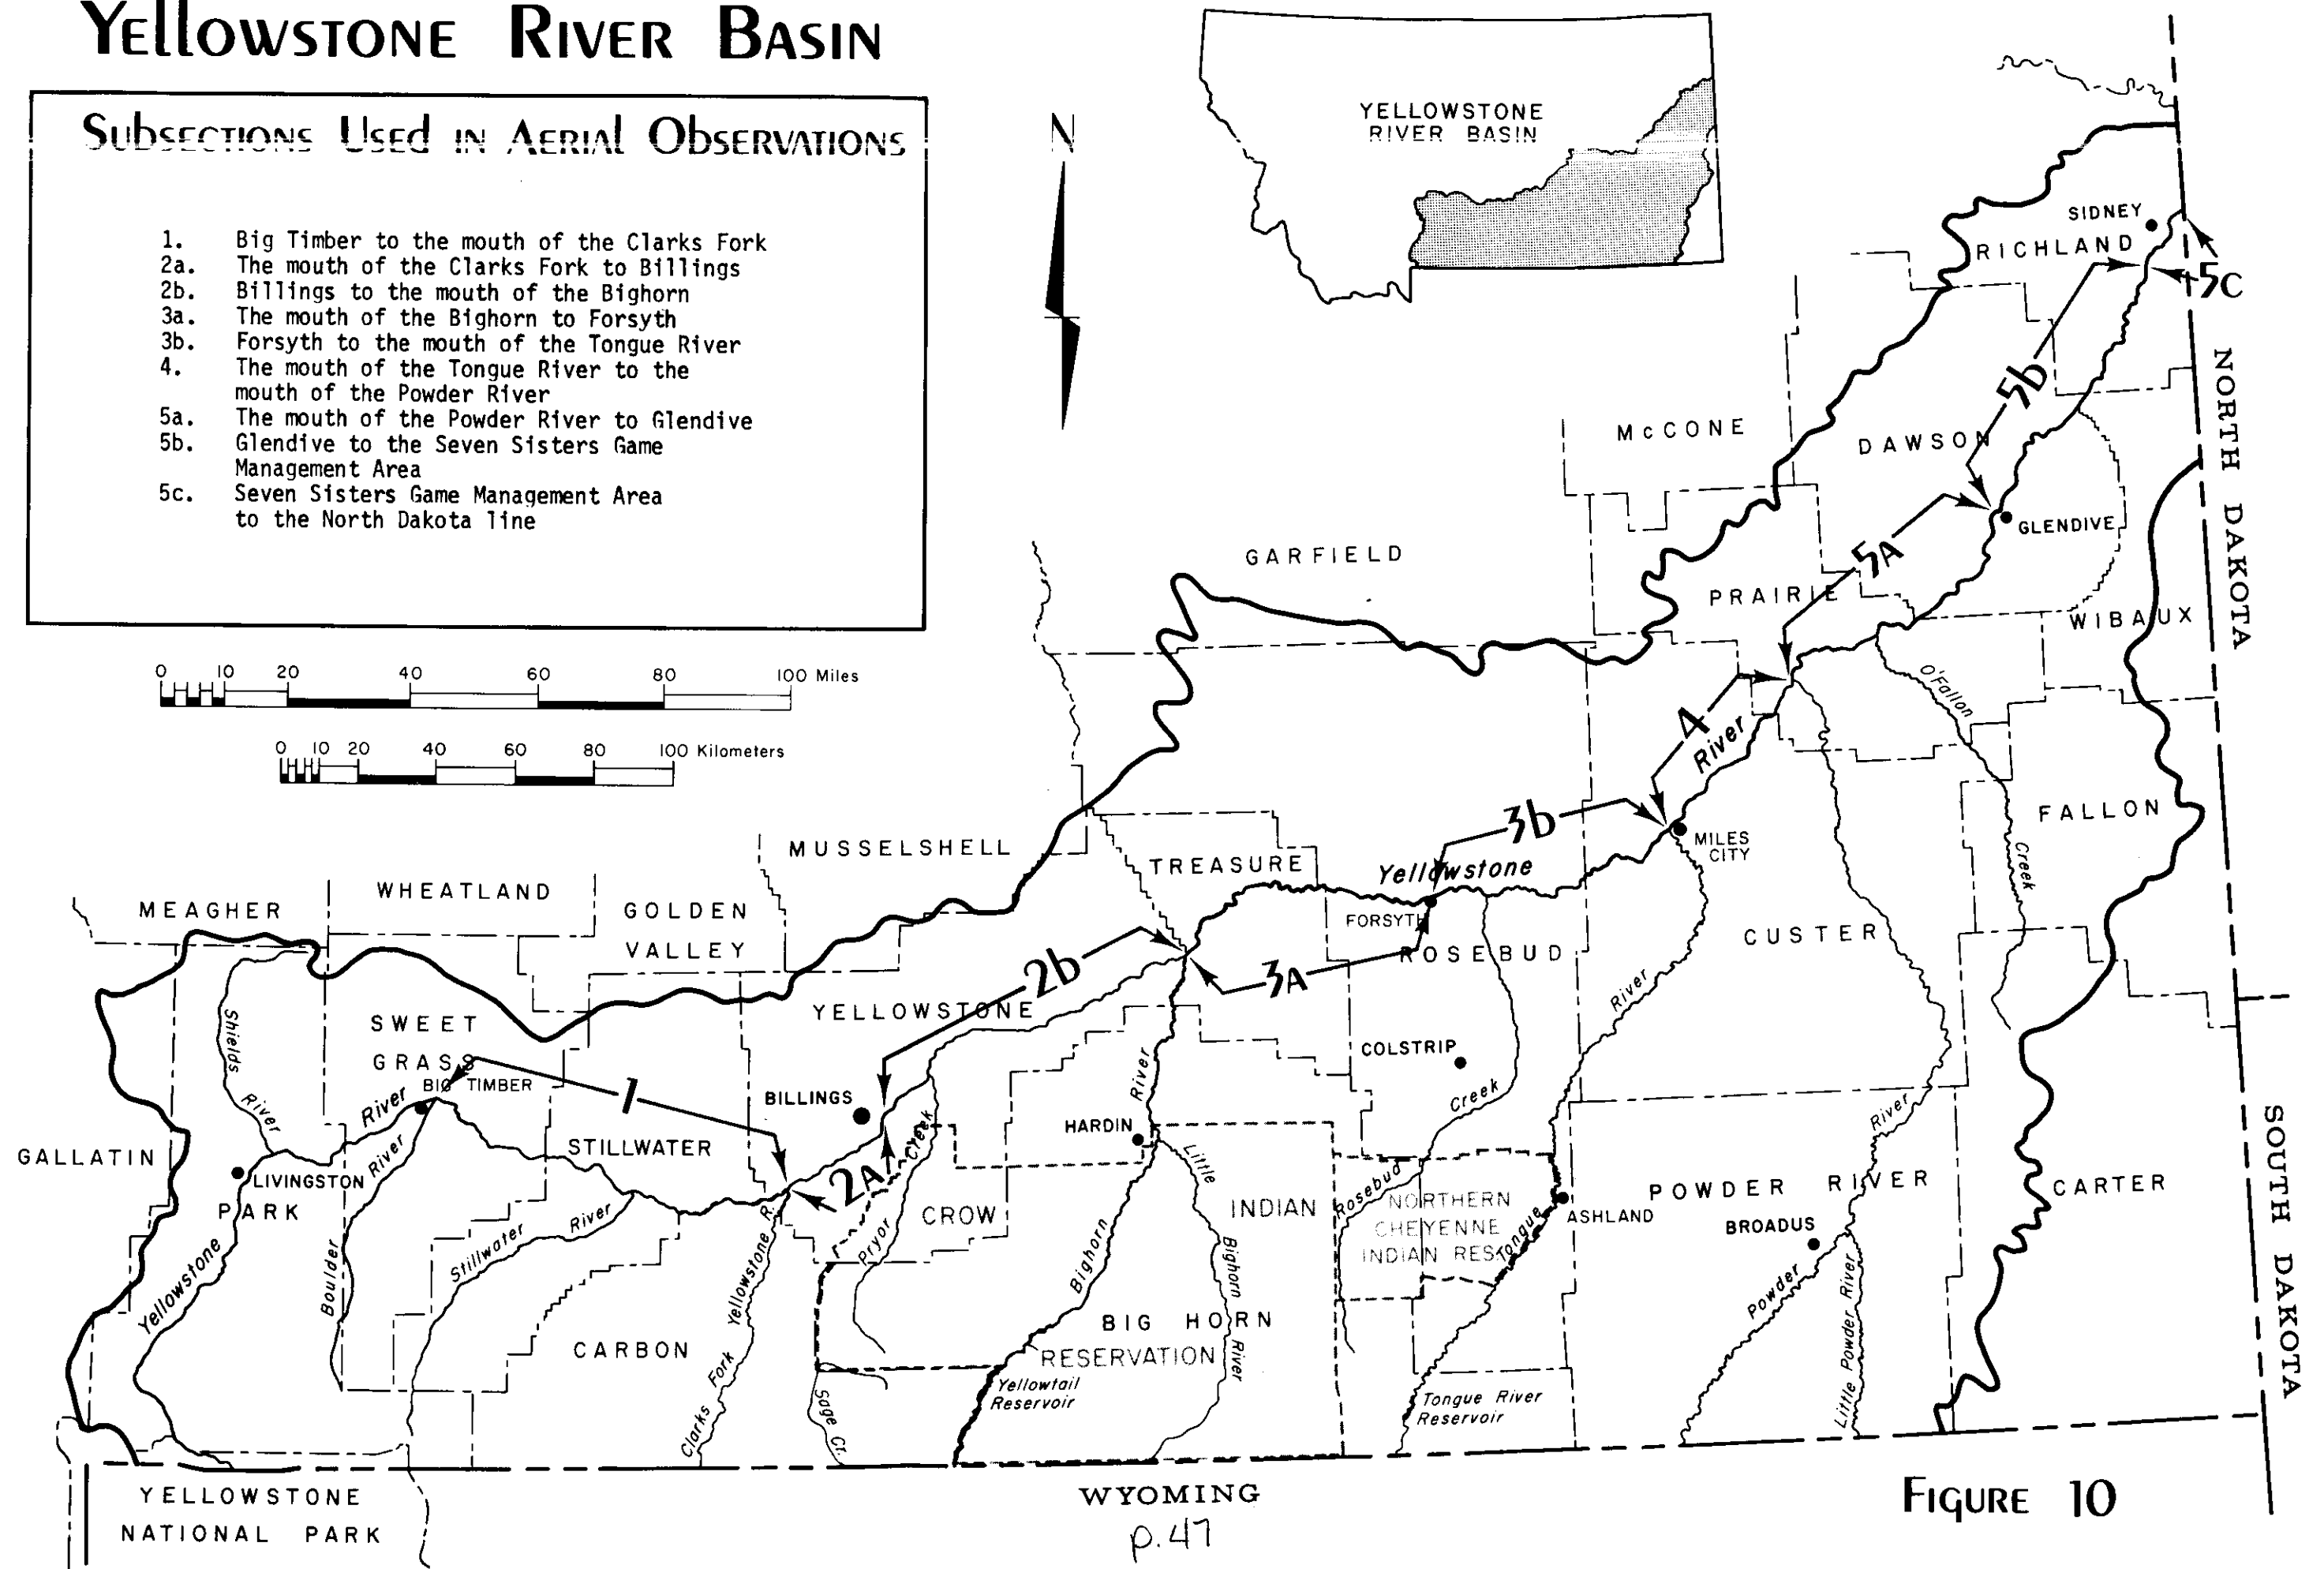 YELLOWSTONE RIVER BASIN
SUBSECTIONS USED IN AERIAL OBSERVATIONS
1. Big Timber to the mouth of the Clarks Fork
2a. The mouth of the Clarks Fork to Billings
2b. Billings to the mouth of the Bighorn
3a. The mouth of the Bighorn to Forsyth
3b. Forsyth to the mouth of the Tongue River
4. The mouth of the Tongue River to the
mouth of the Powder River
5a. The mouth of the Powder River to Glendive
5b. Glendive to the Seven Sisters Game
Management Area
5c. Seven Sisters Game Management Area
to the North Dakota line
N
YELLOWSTONE
RIVER BASIN
0 10 20 40 60 80 100 Miles
0 10 20 40 60 80 100 Kilometers
SIDNEY
RICHLAND
5c
5b
NORTH DAKOTA
McCONE
DAWSON
GLENDIVE
5A
GARFIELD
PRAIRIE
WIBAUX
O'Fallon
Creek
4
River
FALLON
3b
MILES
CITY
MUSSELSHELL
TREASURE
Yellowstone
FORSYTH
ROSEBUD
CUSTER
MEAGHER
WHEATLAND
GOLDEN
VALLEY
2b
3A
YELLOWSTONE
River
SWEET
GRASS
Shields
River
BIG TIMBER
River
River
1
BILLINGS
2A
COLSTRIP
Creek
HARDIN
River
River
GALLATIN
LIVINGSTON
PARK
STILLWATER
Stillwater River
Yellowstone
Boulder
Creek
Pryor
CROW
INDIAN
Little
Bighorn
River
Bighorn
Rosebud
NORTHERN
CHEYENNE
INDIAN RES.
Tongue
ASHLAND
POWDER RIVER
BROADUS
Powder
Little Powder River
CARTER
SOUTH DAKOTA
CARBON
Clarks Fork Yellowstone R.
BIG HORN
RESERVATION
Yellowtail
Reservoir
Sage Cr.
Tongue River
Reservoir
YELLOWSTONE
NATIONAL PARK
WYOMING
p.47
FIGURE 10